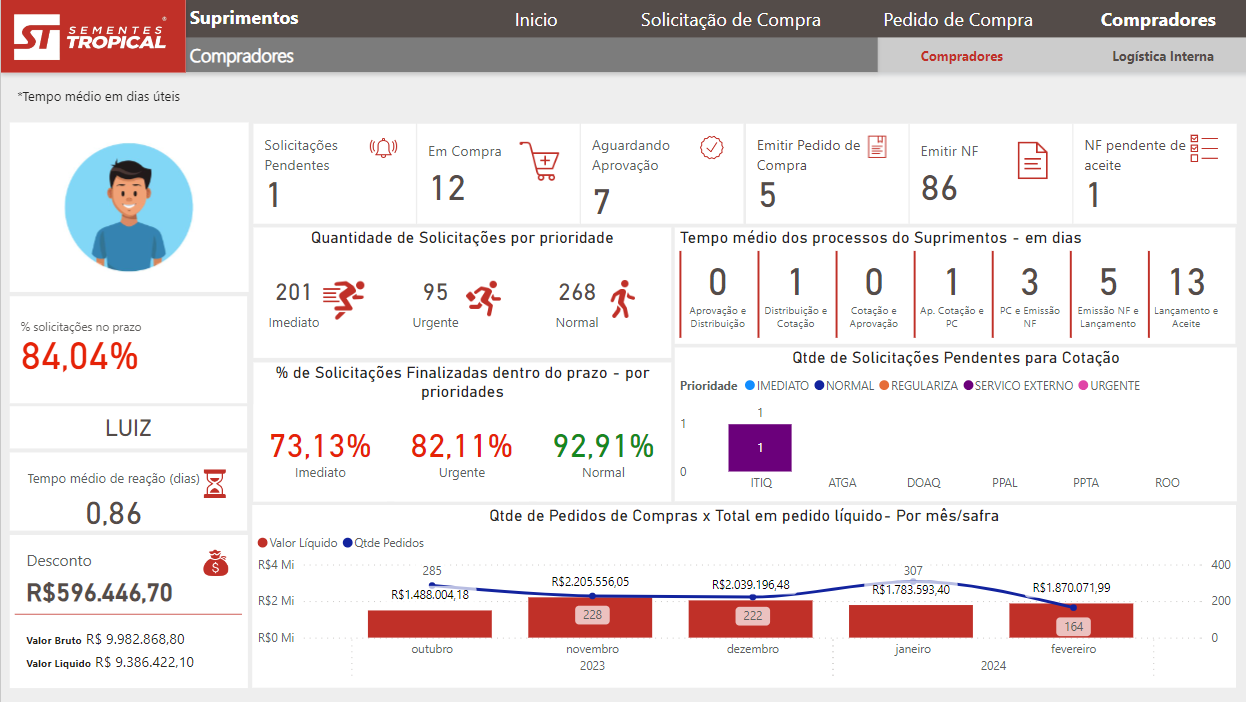 ST SEMENTES TROPICAL ®
Suprimentos
Inicio
Solicitação de Compra
Pedido de Compra
Compradores
Compradores
Compradores
Logística Interna
*Tempo médio em dias úteis
Solicitações
Pendentes
1
Em Compra
12
Aguardando
Aprovação
7
Emitir Pedido de
Compra
5
Emitir NF
86
NF pendente de
aceite
1
% solicitações no prazo
84,04%
LUIZ
Tempo médio de reação (dias)
0,86
Desconto
R$596.446,70
Valor Bruto R$ 9.982.868,80
Valor Liquido R$ 9.386.422,10
Quantidade de Solicitações por prioridade
201
Imediato
95
Urgente
268
Normal
Tempo médio dos processos do Suprimentos - em dias
0
Aprovação e
Distribuição
1
Distribuição e
Cotação
0
Cotação e
Aprovação
1
Ap. Cotação e
PC
3
PC e Emissão
NF
5
Emissão NF e
Lançamento
13
Lançamento e
Aceite
% de Solicitações Finalizadas dentro do prazo - por
prioridades
73,13%
Imediato
82,11%
Urgente
92,91%
Normal
Qtde de Solicitações Pendentes para Cotação
Prioridade IMEDIATO NORMAL REGULARIZA SERVICO EXTERNO URGENTE
1
1
1
0
ITIQ ATGA DOAQ PPAL PPTA ROO
Qtde de Pedidos de Compras x Total em pedido líquido- Por mês/safra
Valor Líquido Qtde Pedidos
R$4 Mi
R$2 Mi
R$0 Mi
400
200
0
285
R$1.488.004,18
R$2.205.556,05
228
R$2.039.196,48
222
307
R$1.783.593,40
R$1.870.071,99
164
outubro novembro dezembro janeiro fevereiro
2023 2024